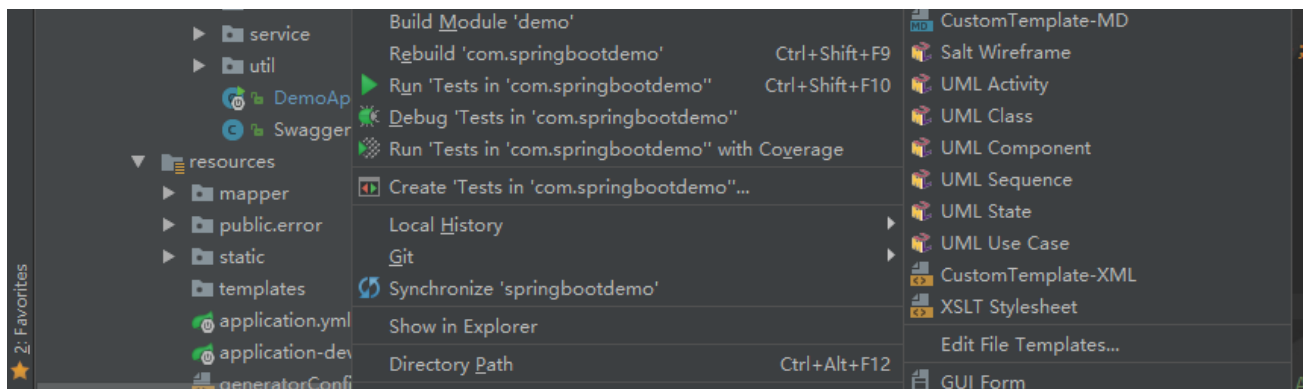 service
util
DemoAp
Swagger
resources
mapper
public.error
static
templates
application.yml
application-dev
generatorConfi
2: Favorites
Build Module 'demo'
Rebuild 'com.springbootdemo' Ctrl+Shift+F9
Run 'Tests in 'com.springbootdemo'' Ctrl+Shift+F10
Debug 'Tests in 'com.springbootdemo''
Run 'Tests in 'com.springbootdemo'' with Coverage
Create 'Tests in 'com.springbootdemo''...
Local History
Git
Synchronize 'springbootdemo'
Show in Explorer
Directory Path Ctrl+Alt+F12
CustomTemplate-MD
Salt Wireframe
UML Activity
UML Class
UML Component
UML Sequence
UML State
UML Use Case
CustomTemplate-XML
XSLT Stylesheet
Edit File Templates...
GUI Form